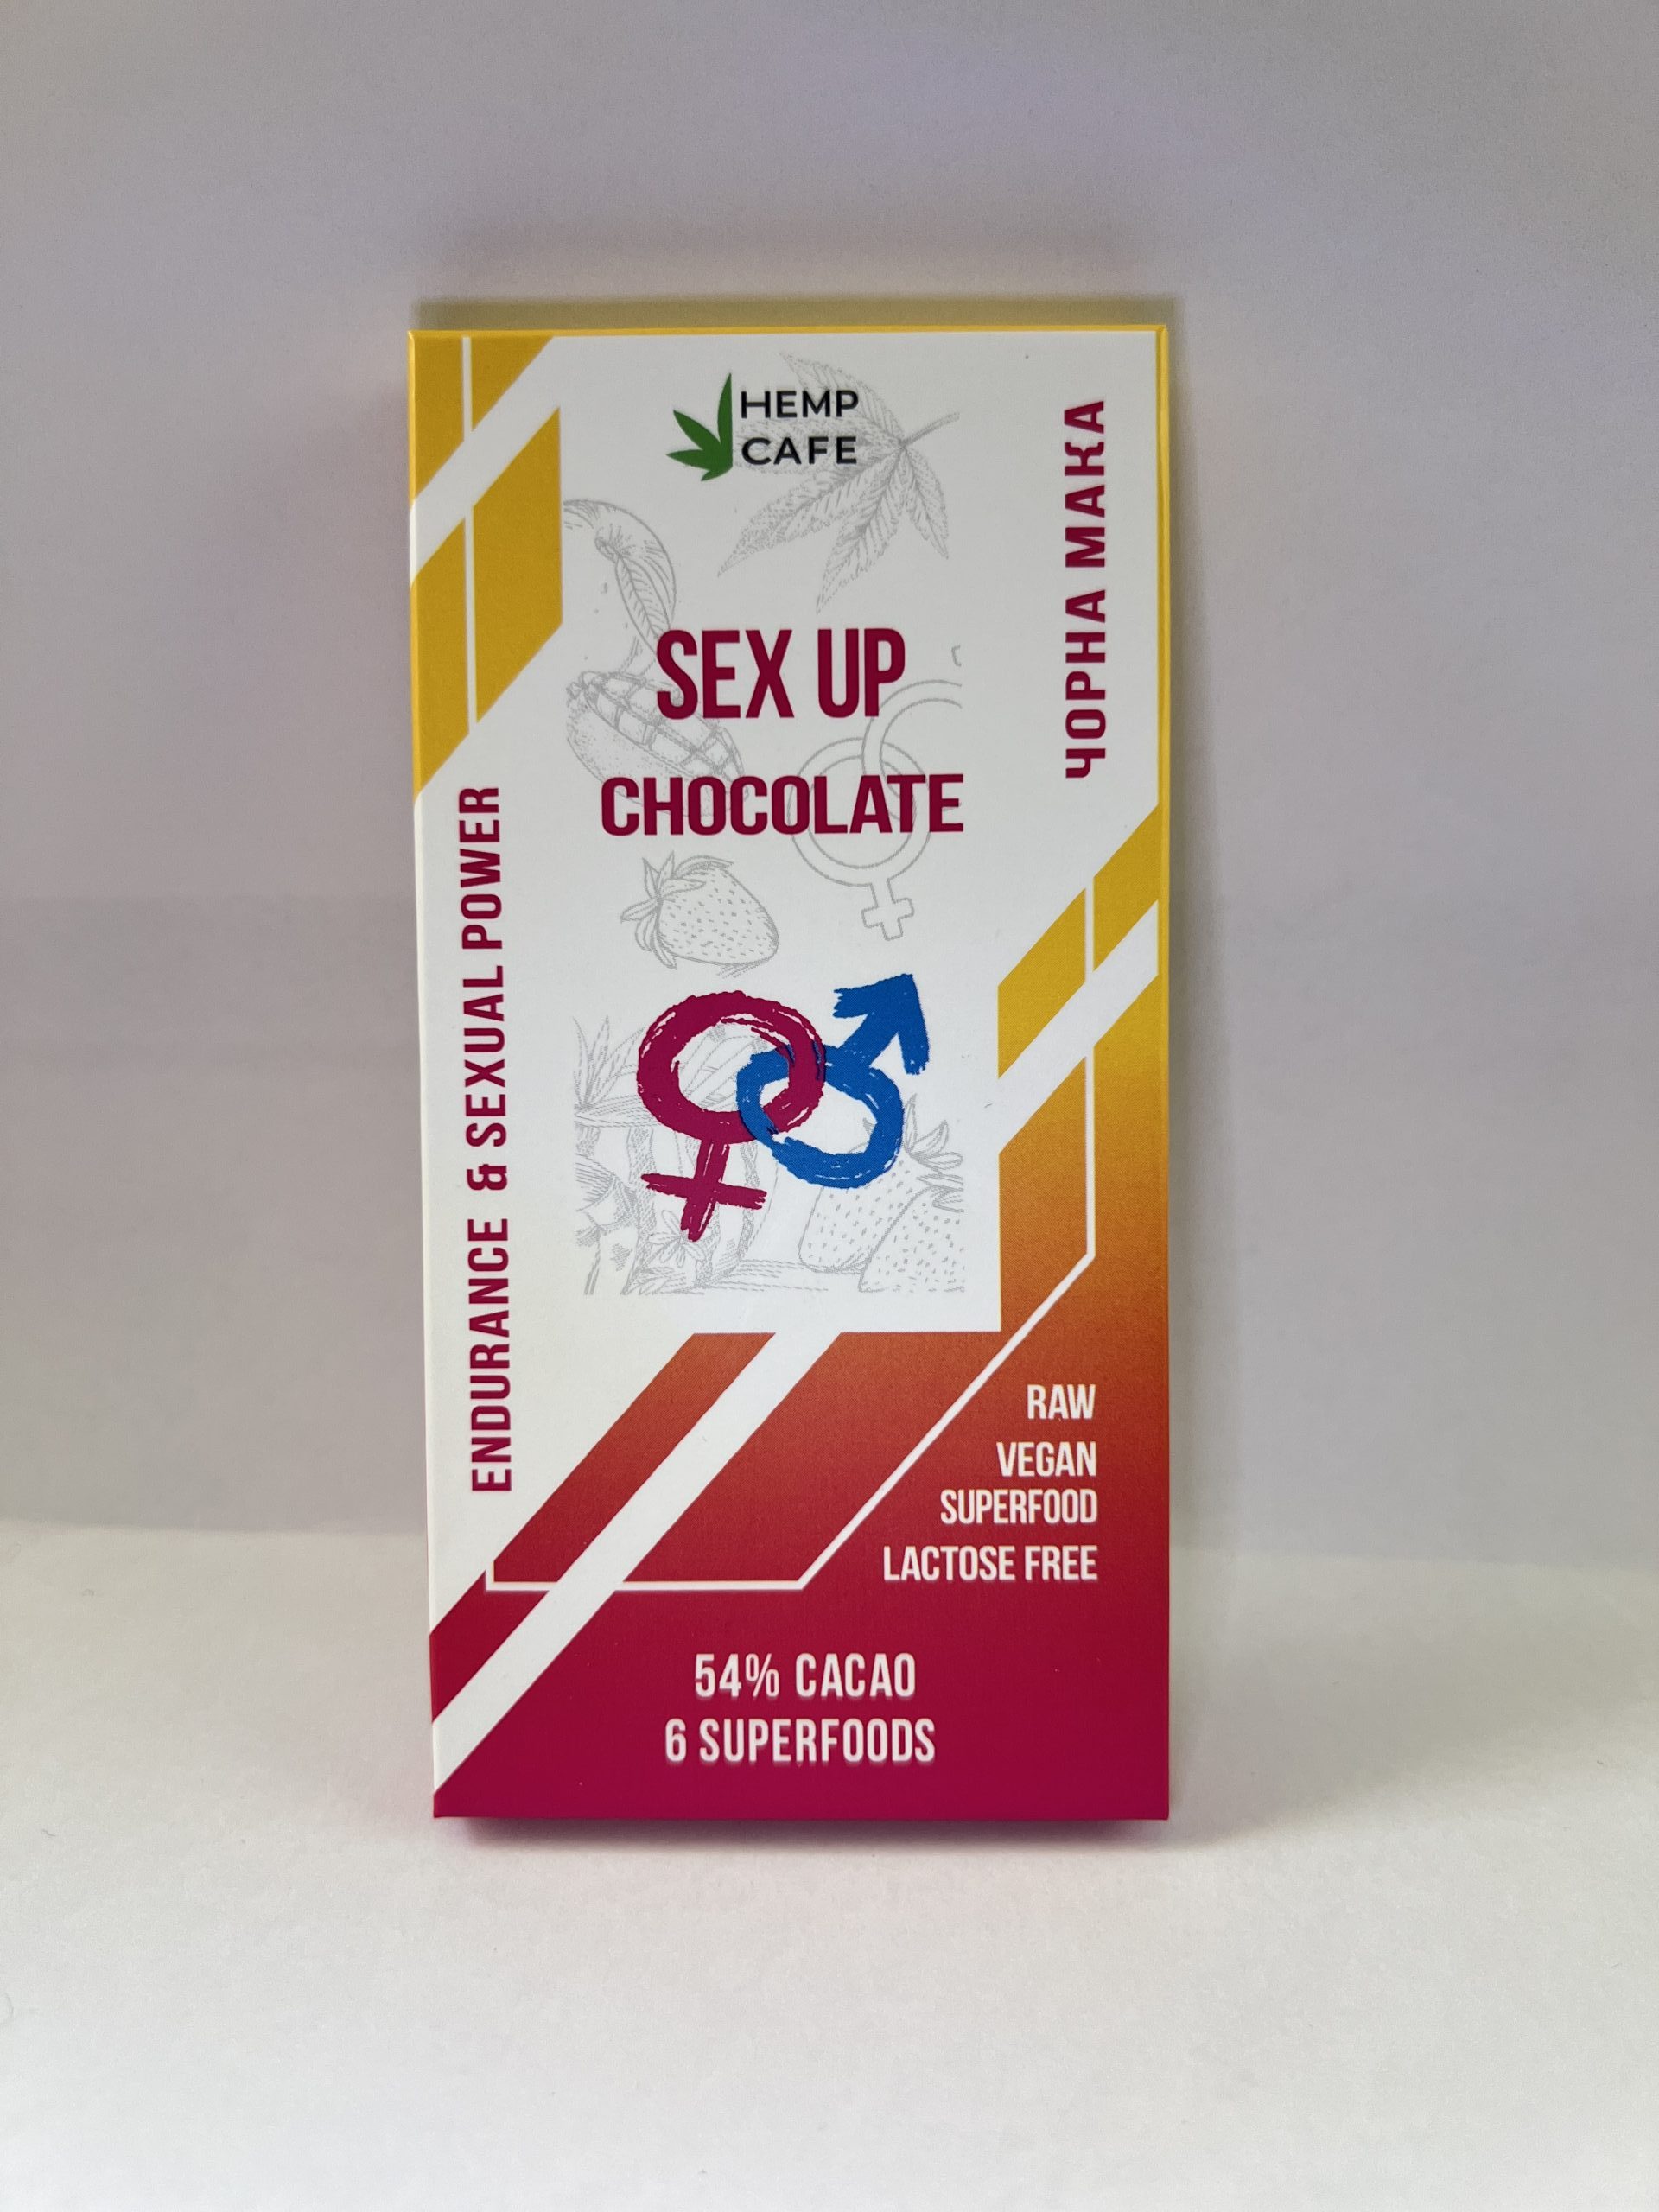 HEMP
CAFE
ЧОРНА МАКА
SEX UP
CHOCOLATE
ENDURANCE & SEXUAL POWER
RAW
VEGAN
SUPERFOOD
LACTOSE FREE
54% CACAO
6 SUPERFOODS